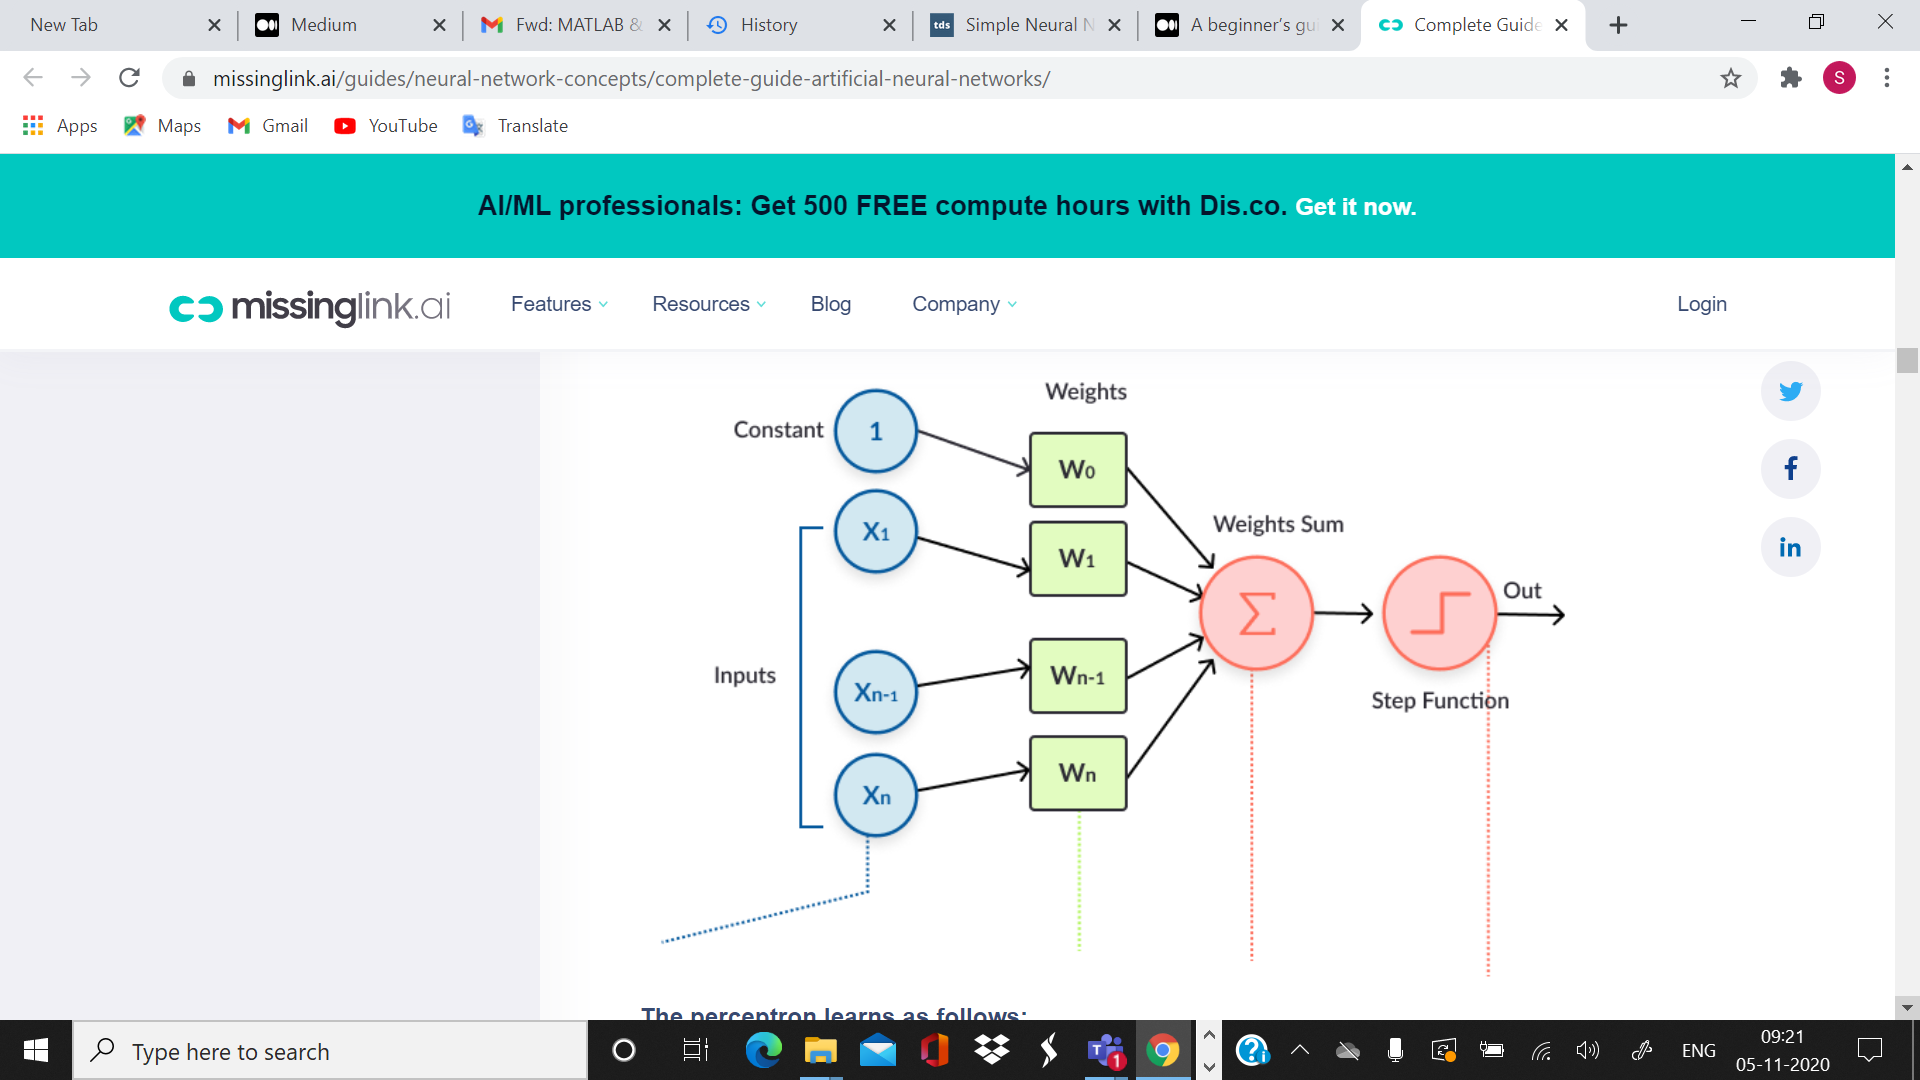 New Tab
Medium
Fwd: MATLAB &
History
tds
Simple Neural N
A beginner's gui
Complete Guide
missinglink.ai/guides/neural-network-concepts/complete-guide-artificial-neural-networks/
S
Apps
Maps
Gmail
YouTube
Translate
AI/ML professionals: Get 500 FREE compute hours with Dis.co. Get it now.
missinglink.ai
Features
Resources
Blog
Company
Login
Weights
Constant
1
W0
X1
W1
Weights Sum
Σ
Out
Inputs
Xn-1
Wn-1
Step Function
Xn
Wn
f
in
The perceptron learns as follows:
Type here to search
T
1
?
ENG
09:21
05-11-2020